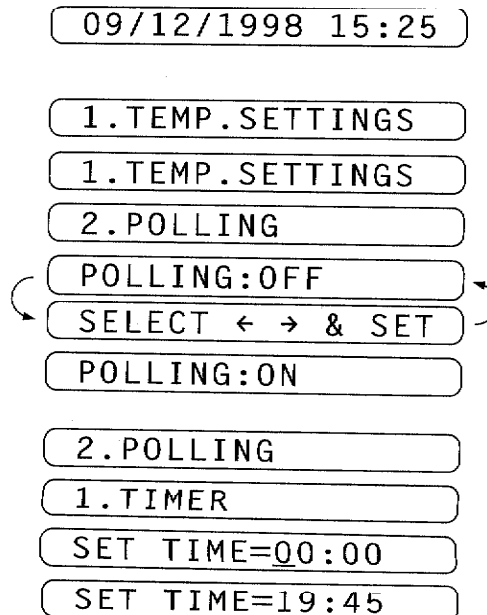 09/12/1998 15:25
1.TEMP.SETTINGS
1.TEMP.SETTINGS
2.POLLING
POLLING:OFF
SELECT ← → & SET
POLLING:ON
2.POLLING
1.TIMER
SET TIME=00:00
SET TIME=19:45